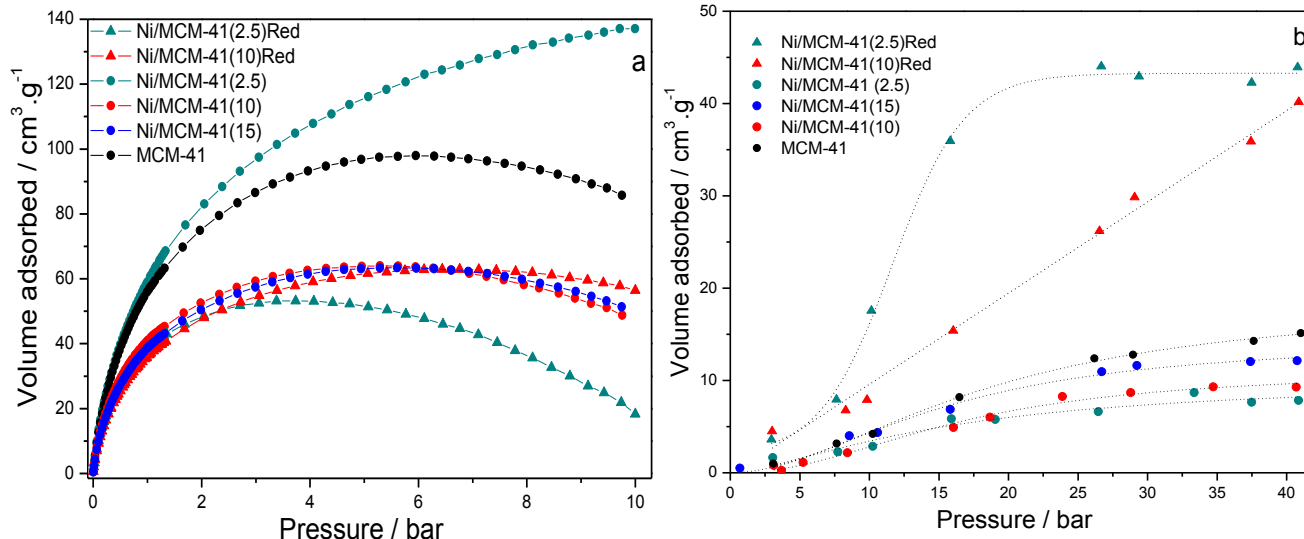 a
Ni/MCM-41(2.5)Red
Ni/MCM-41(10)Red
Ni/MCM-41(2.5)
Ni/MCM-41(10)
Ni/MCM-41(15)
MCM-41
Volume adsorbed / cm³.g⁻¹
140
120
100
80
60
40
20
0
0 2 4 6 8 10
Pressure / bar
b
Ni/MCM-41(2.5)Red
Ni/MCM-41(10)Red
Ni/MCM-41 (2.5)
Ni/MCM-41(15)
Ni/MCM-41(10)
MCM-41
Volume adsorbed / cm³.g⁻¹
50
40
30
20
10
0
0 5 10 15 20 25 30 35 40
Pressure / bar